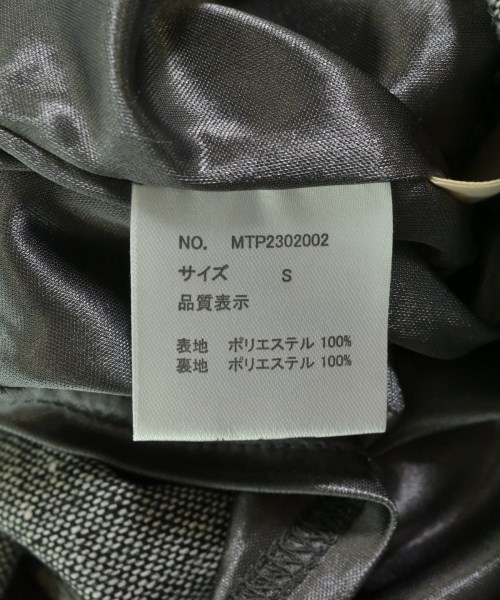 NO. MTP2302002
サイズ S
品質表示
表地 ポリエステル 100%
裏地 ポリエステル 100%